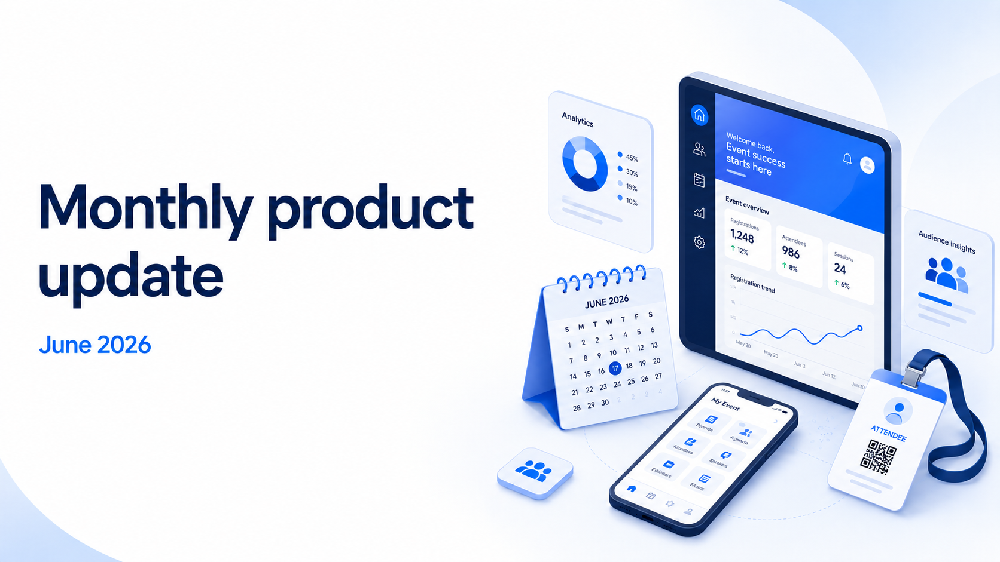 Monthly product
update
June 2026
Analytics
45%
30%
15%
10%
Welcome back,
Event success
starts here
Event overview
Registrations
1,248
↑ 12%
Attendees
986
↑ 8%
Sessions
24
↑ 6%
Registration trend
1.5k
1k
500
0
May 20
May 20
Jun 3
Jun 12
Jun 30
Audience insights
JUNE 2026
S M T W T F S
1 2 2 3 4 5 6
7 8 9 10 11 12 13
14 15 16 17 18 19 20
21 22 23 24 25 26 27
28 29 30 2 2 3 4
My Event
Agenda
Attendees
Speakers
Exhibitors
ATTENDEE